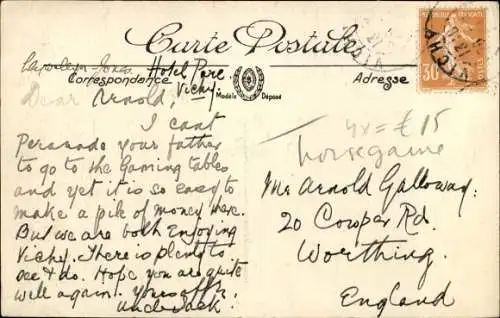 Carte Postale
Hotel Parc
Vichy.
Correspondance
Modèle Déposé
Adresse
30
VICHY
Dear Arnold,
I cant
Persuade your father
to go to the Gaming tables
and yet it is so easy to
make a pile of money here.
But we are both Enjoying
Vichy. There is plenty to
see & do. Hope you are quite
well again. Yours affly.
Uncle Jack.
4x = £15
horsegame
Mr Arnold Galloway.
20 Cowper Rd.
Worthing.
England